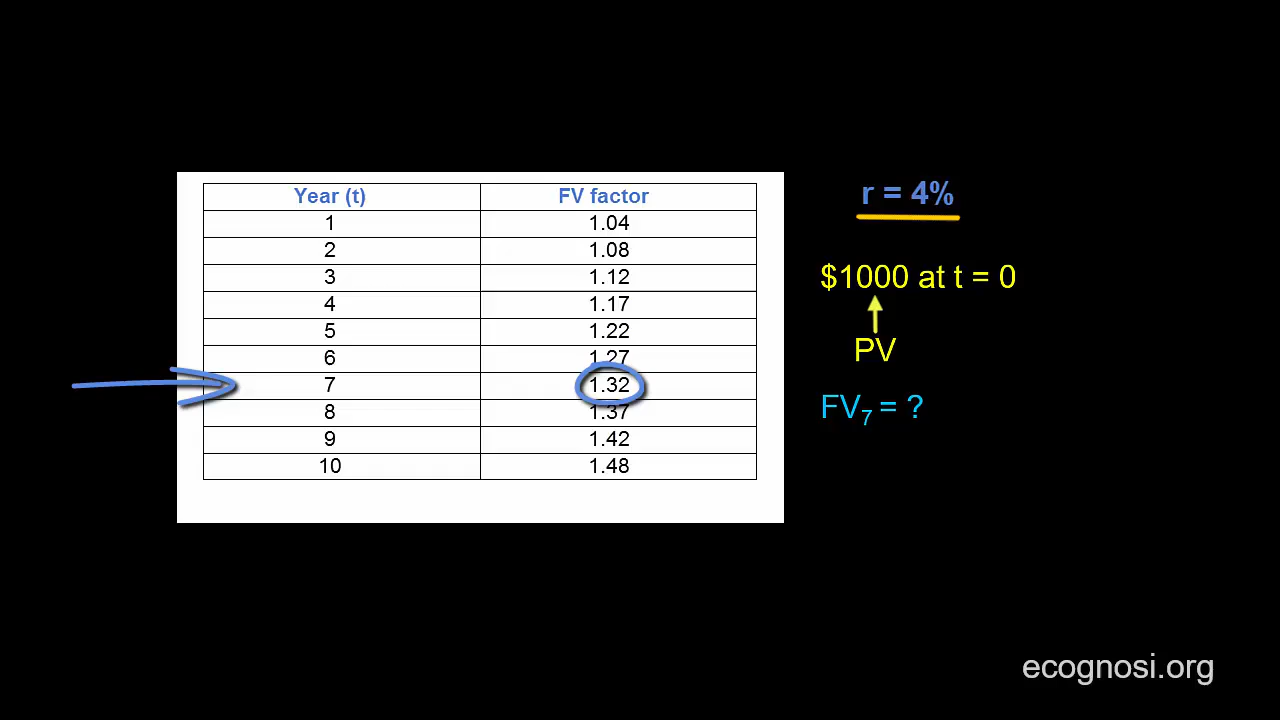 Year (t) FV factor
1 1.04
2 1.08
3 1.12
4 1.17
5 1.22
6 1.27
7 1.32
8 1.37
9 1.42
10 1.48
r = 4%
$1000 at t = 0
PV
FV₇ = ?
ecognosi.org